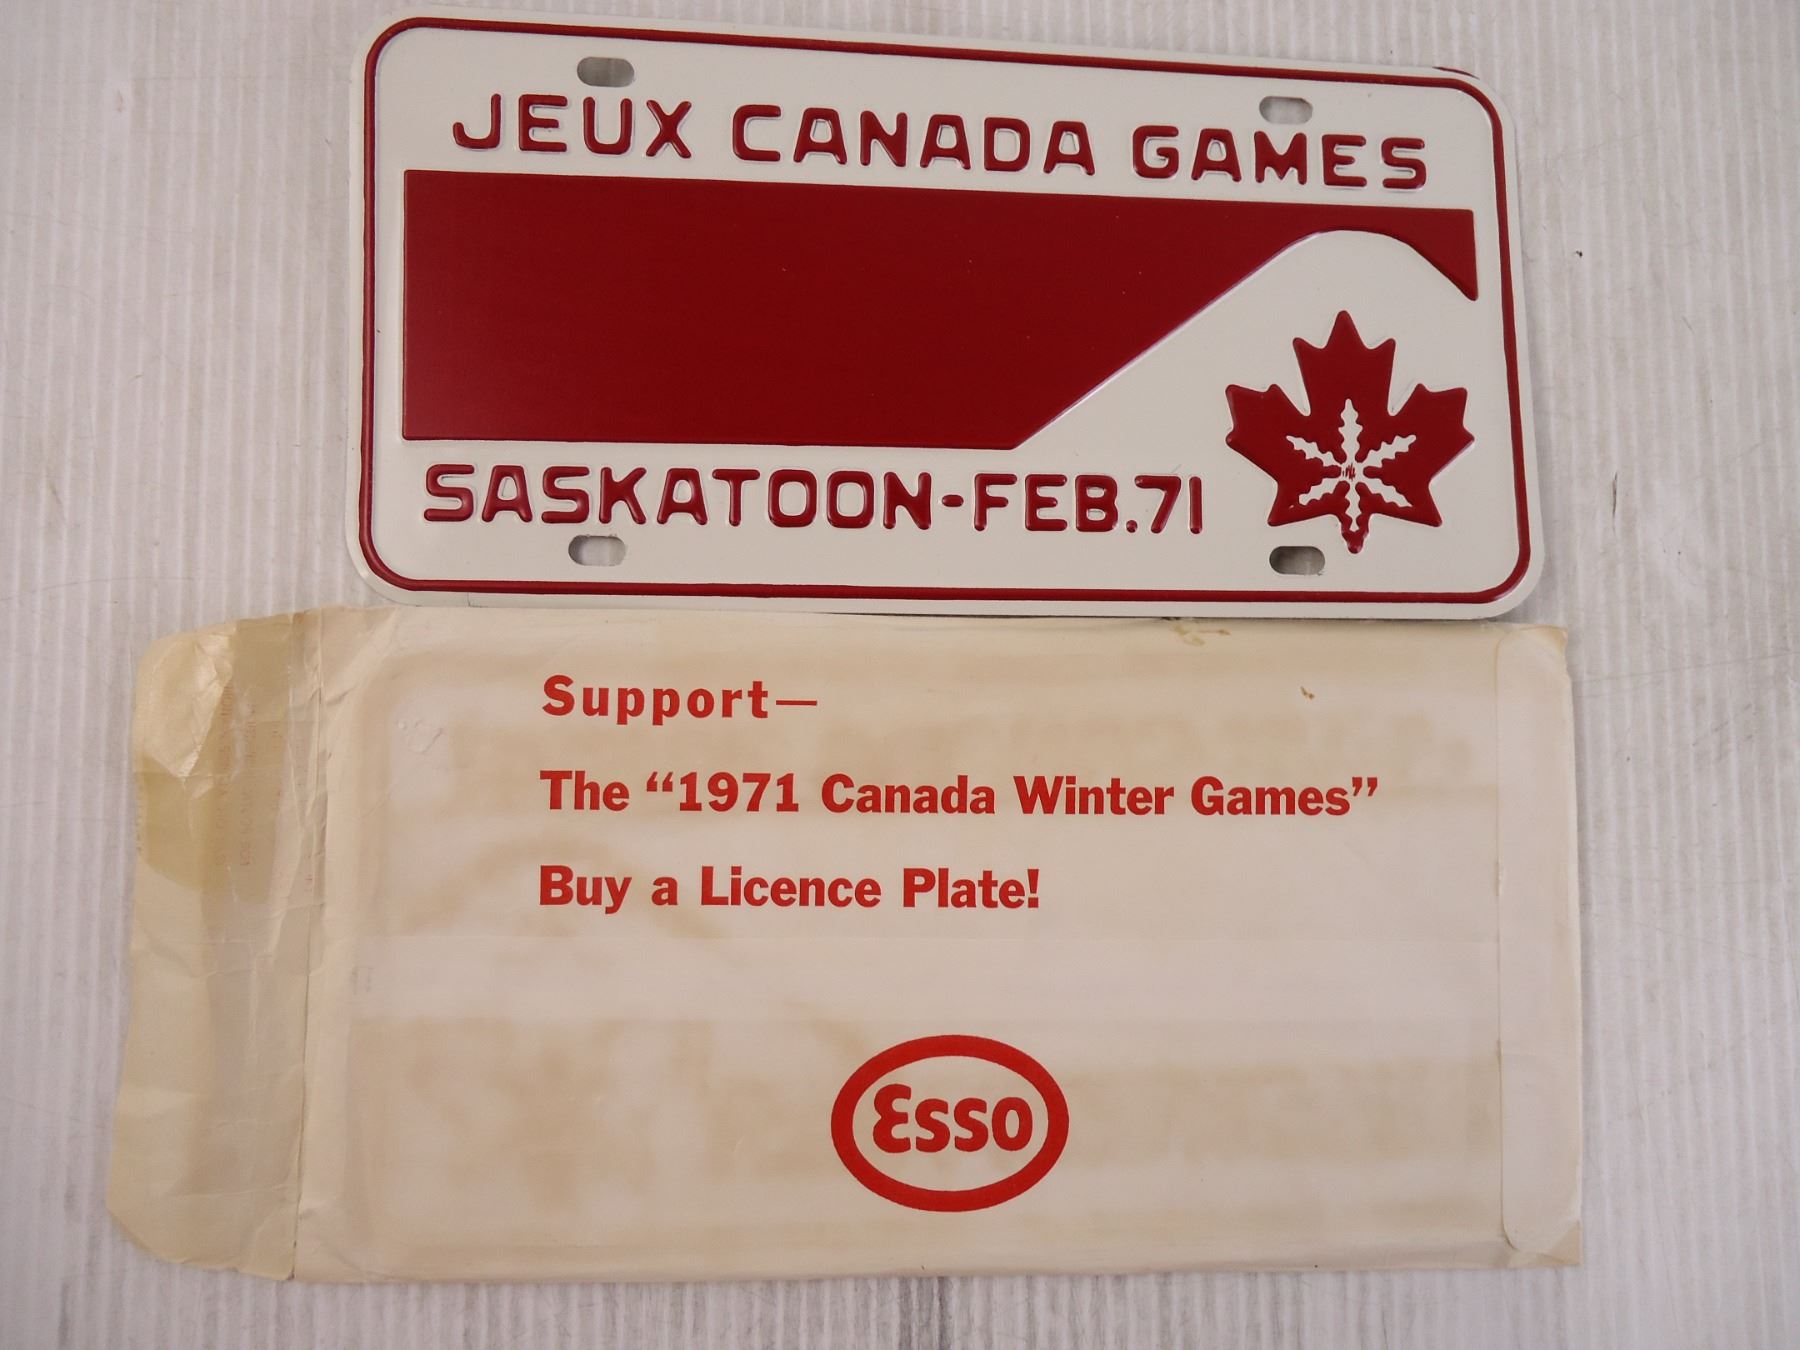 JEUX CANADA GAMES
SASKATOON-FEB.71
Support—
The “1971 Canada Winter Games”
Buy a Licence Plate!
Esso